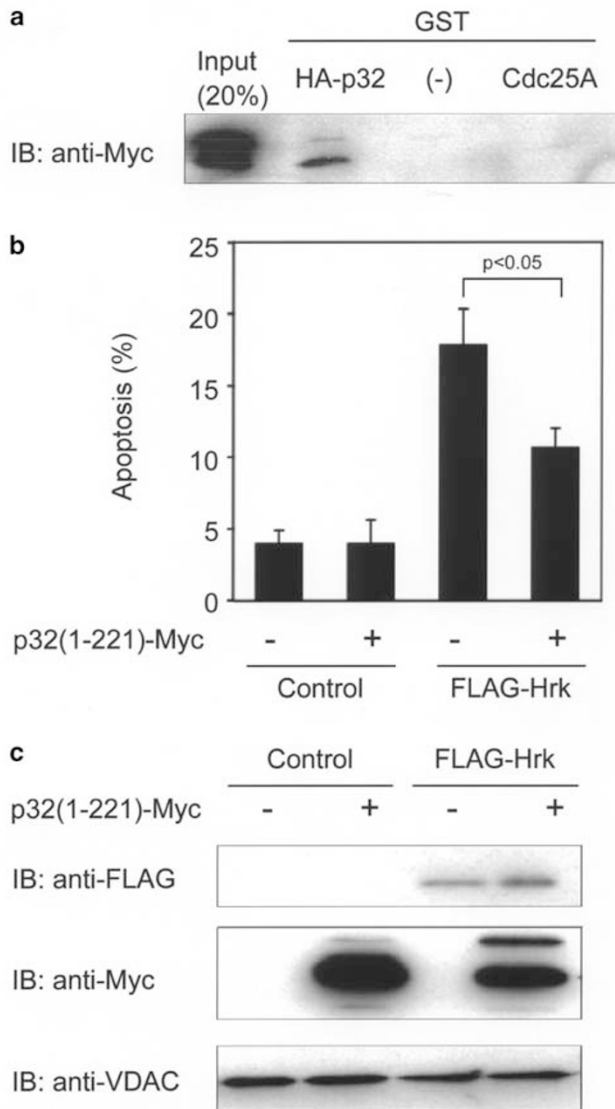 a
GST
Input
(20%)
HA-p32 (-) Cdc25A
IB: anti-Myc
b
25
20
15
10
5
0
Apoptosis (%)
p<0.05
p32(1-221)-Myc - + - +
Control FLAG-Hrk
c
Control FLAG-Hrk
p32(1-221)-Myc - + - +
IB: anti-FLAG
IB: anti-Myc
IB: anti-VDAC